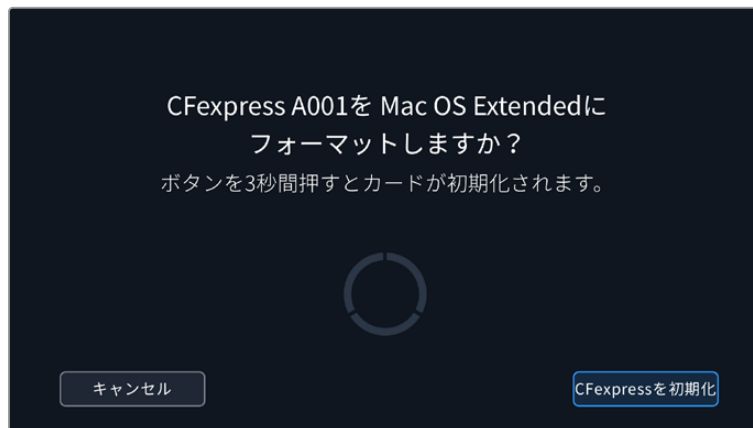 CFexpress A001を Mac OS Extendedに
フォーマットしますか？
ボタンを3秒間押すとカードが初期化されます。
キャンセル
CFexpressを初期化